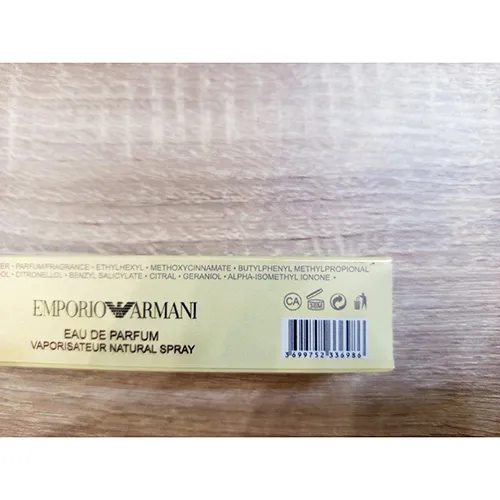 ER • PARFUM/FRAGRANCE • ETHYLHEXYL • METHOXYCINNAMATE • BUTYLPHENYL METHYLPROPIONAL
OL • CITRONELLOL • BENZYL SALICYLATE • CITRAL • GERANIOL • ALPHA-ISOMETHYL IONONE •
EMPORIO ARMANI
EAU DE PARFUM
VAPORISATEUR NATURAL SPRAY
CA
36M
3 699752 336986